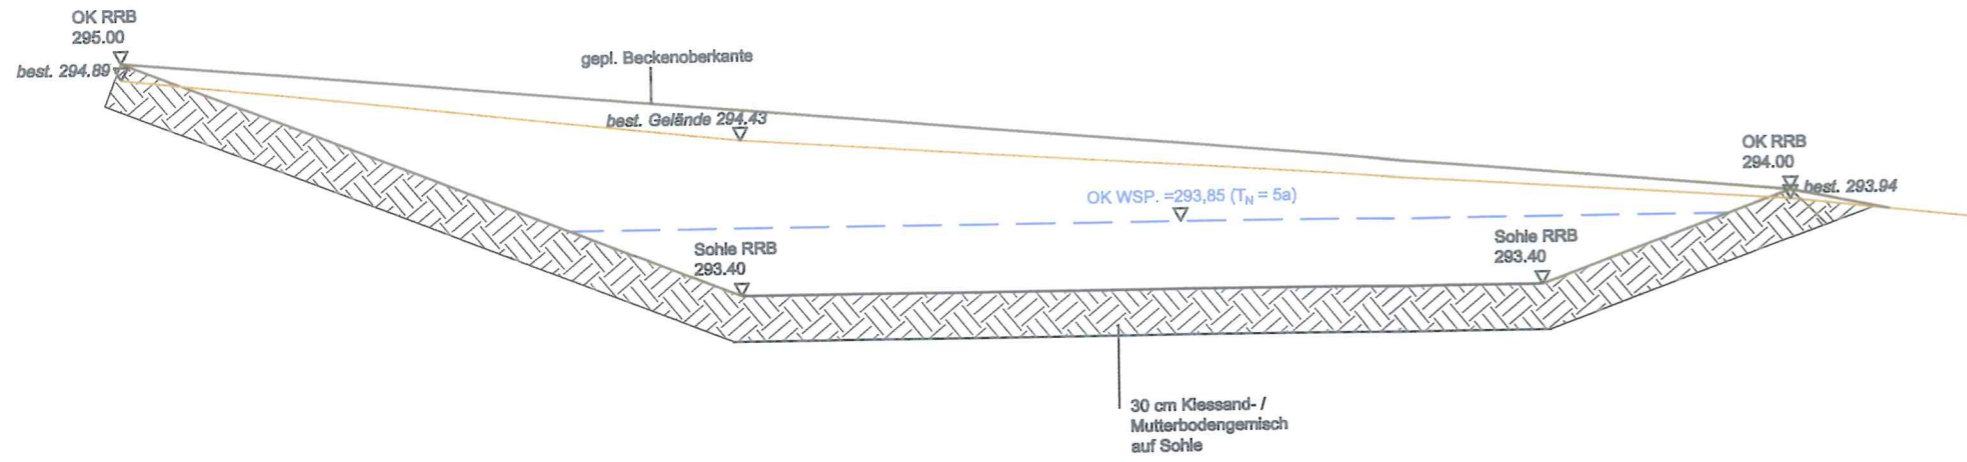 OK RRB
295.00
best. 294.89
gepl. Beckenoberkante
best. Gelände 294.43
OK RRB
294.00
best. 293.94
OK WSP. =293,85 (TN = 5a)
Sohle RRB
293.40
Sohle RRB
293.40
30 cm Kiessand- /
Mutterbodengemisch
auf Sohle